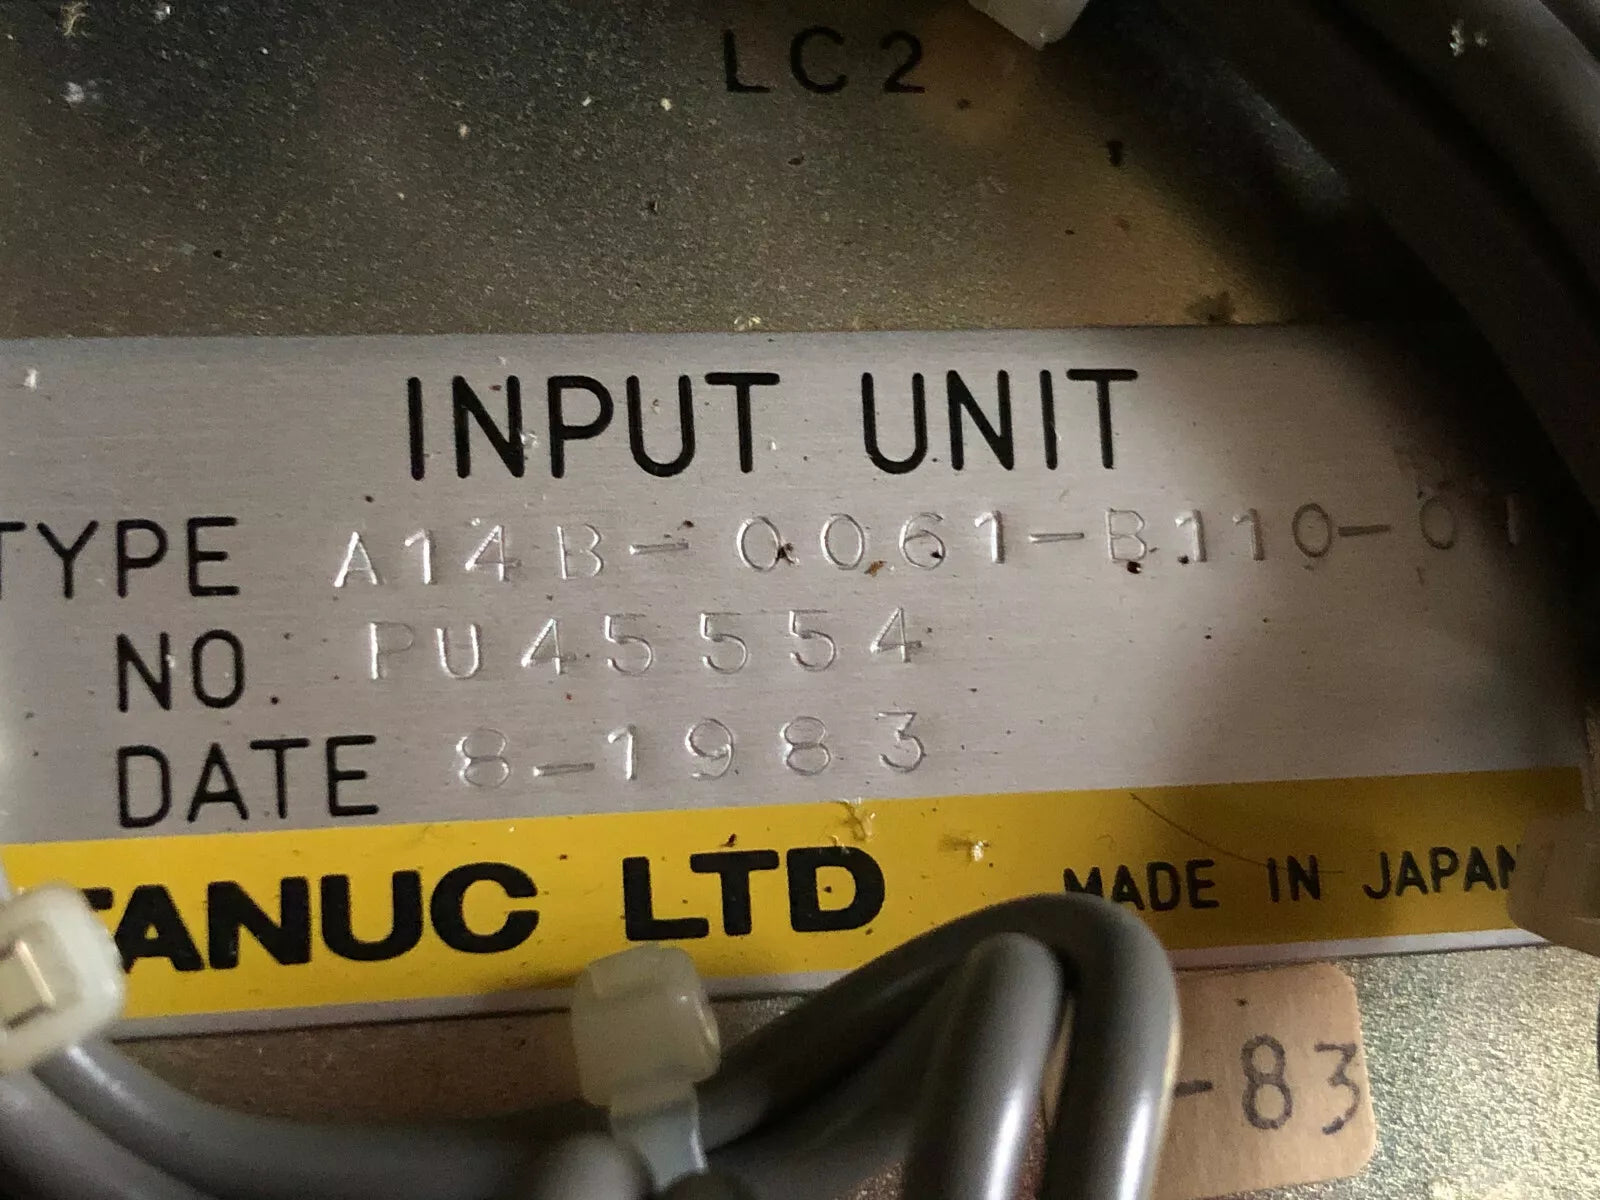 LC2
INPUT UNIT
TYPE A14B-0061-B110-01
NO. PU45554
DATE 8-1983
FANUC LTD MADE IN JAPAN
-83